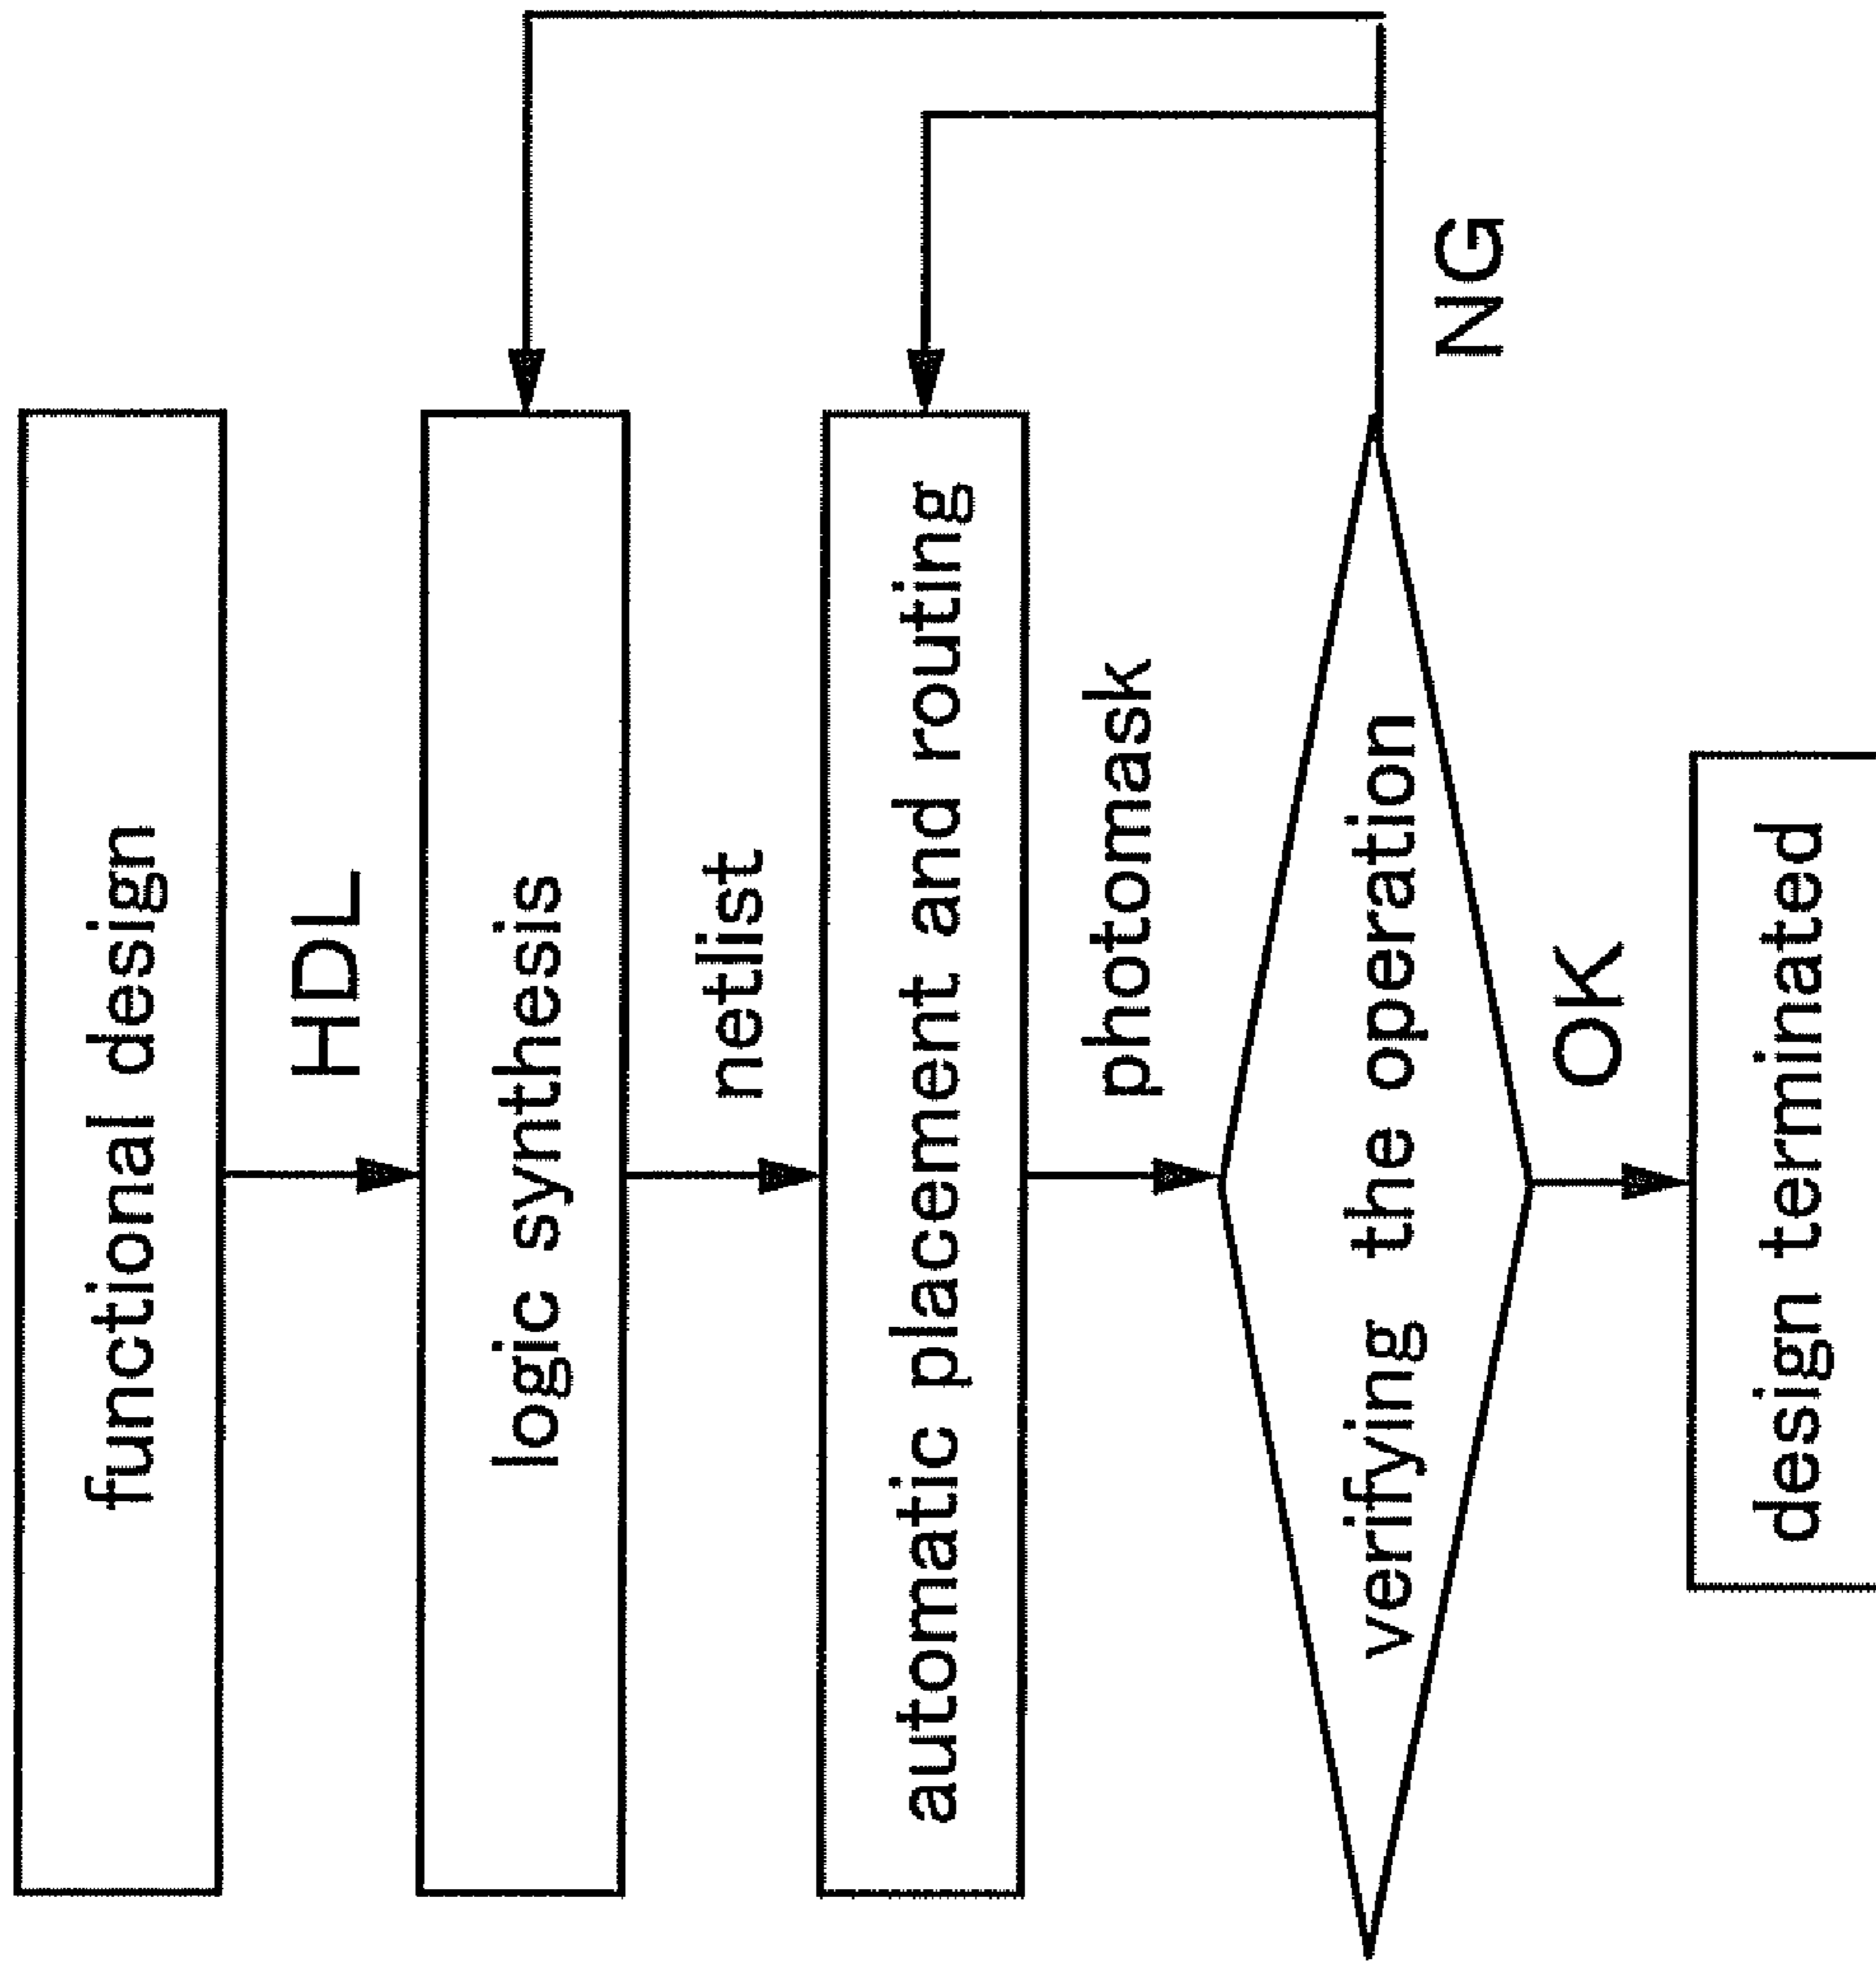 functional design
HDL
logic synthesis
netlist
automatic placement and routing
photomask
verifying the operation
NG
OK
design terminated